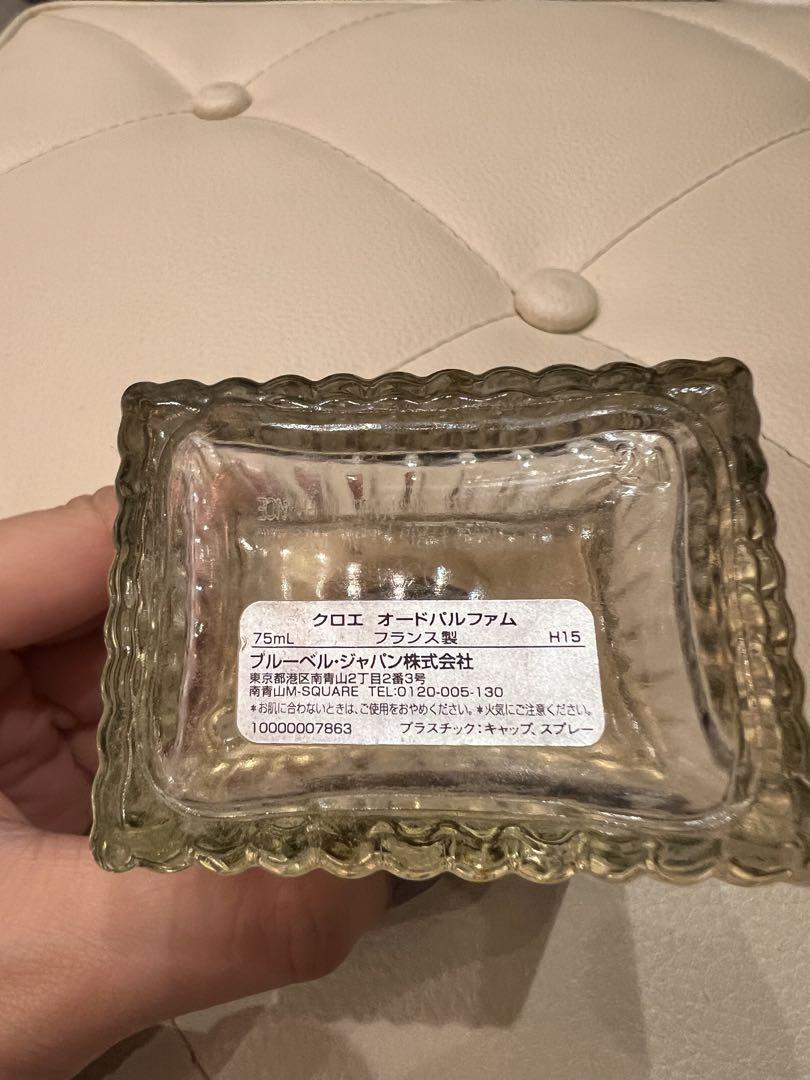 クロエ オードパルファム
75mL フランス製 H15
ブルーベル・ジャパン株式会社
東京都港区南青山2丁目2番3号
南青山M-SQUARE TEL:0120-005-130
*お肌に合わないときは、ご使用をおやめください。*火気にご注意ください。
10000007863 プラスチック:キャップ、スプレー